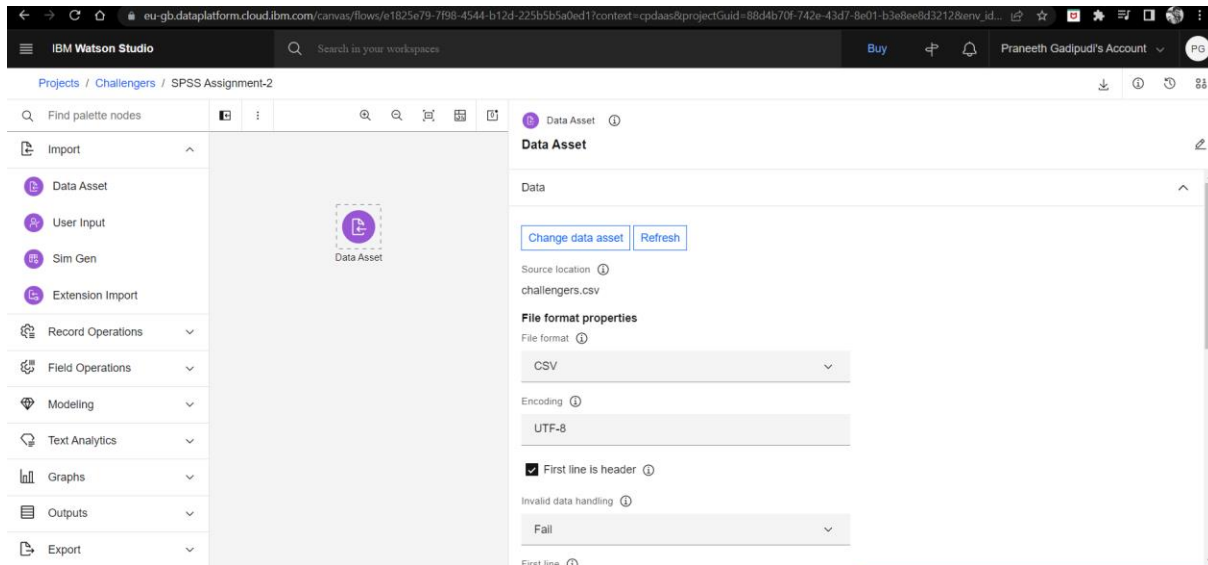 eu-gb.dataplatform.cloud.ibm.com/canvas/flows/e1825e79-7f98-4544-b12d-225b5b5a0ed1?context=cpdaas&projectGuid=88d4b70f-742e-43d7-8e01-b3e8ee8d3212&env_id...
IBM Watson Studio
Search in your workspaces
Buy
Praneeth Gadipudi's Account
PG
Projects / Challengers / SPSS Assignment-2
Find palette nodes
Import
Data Asset
User Input
Sim Gen
Extension Import
Record Operations
Field Operations
Modeling
Text Analytics
Graphs
Outputs
Export
Data Asset
Data Asset
Data Asset
Data
Change data asset
Refresh
Source location
challengers.csv
File format properties
File format
CSV
Encoding
UTF-8
First line is header
Invalid data handling
Fail
First line